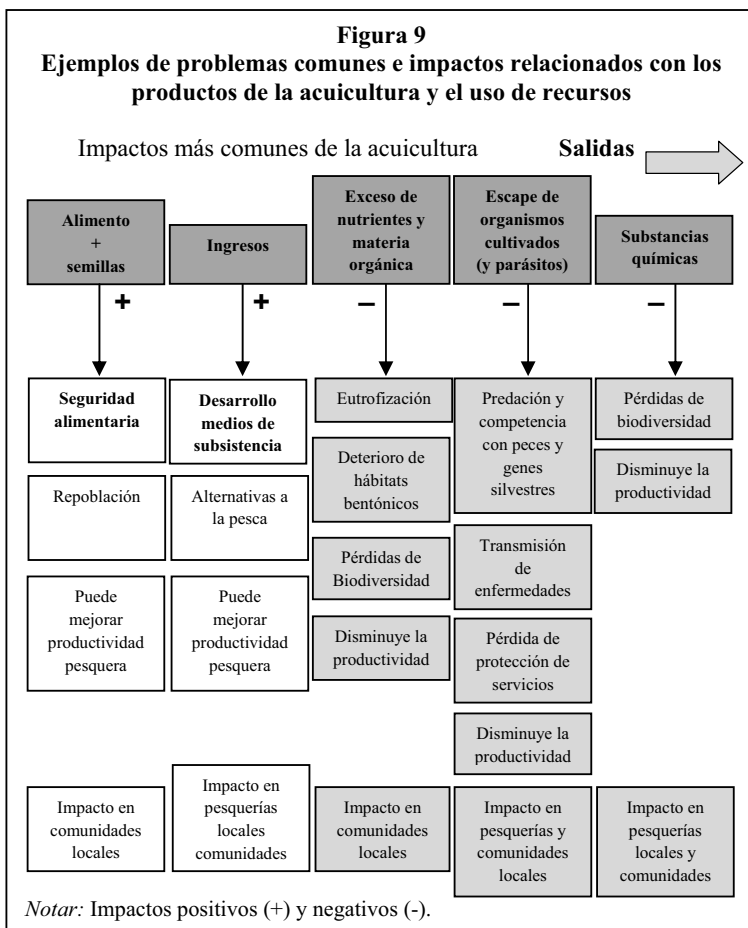 Figura 9
Ejemplos de problemas comunes e impactos relacionados con los
productos de la acuicultura y el uso de recursos
Impactos más comunes de la acuicultura
Salidas
Alimento
+
semillas
Ingresos
Exceso de
nutrientes y
materia
orgánica
Escape de
organismos
cultivados
(y parásitos)
Substancias
químicas
+
+
–
–
–
Seguridad
alimentaria
Repoblación
Puede
mejorar
productividad
pesquera
Impacto en
comunidades
locales
Desarrollo
medios de
subsistencia
Alternativas a
la pesca
Puede
mejorar
productividad
pesquera
Impacto en
pesquerías
locales
comunidades
Eutrofización
Deterioro de
hábitats
bentónicos
Pérdidas de
Biodiversidad
Disminuye la
productividad
Impacto en
comunidades
locales
Predación y
competencia
con peces y
genes
silvestres
Transmisión
de
enfermedades
Pérdida de
protección de
servicios
Disminuye la
productividad
Impacto en
pesquerías y
comunidades
locales
Pérdidas de
biodiversidad
Disminuye la
productividad
Impacto en
pesquerías
locales y
comunidades
Notar: Impactos positivos (+) y negativos (-).